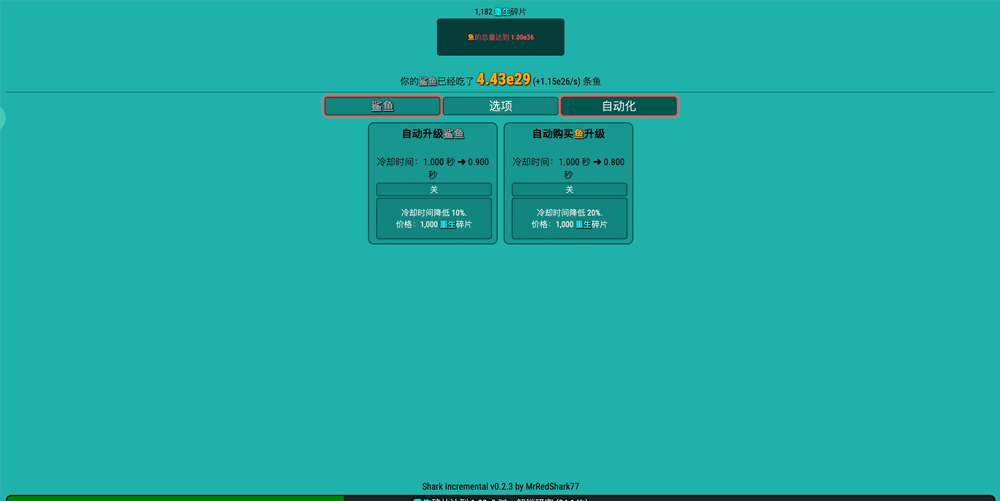 1,182 重生碎片
鱼的总量达到 1.00e36
你的鲨鱼已经吃了 4.43e29 (+1.15e26/s) 条鱼
鲨鱼 选项 自动化
自动升级鲨鱼
冷却时间：1.000 秒 ➜ 0.900
秒
关
冷却时间降低 10%.
价格：1,000 重生碎片
自动购买鱼升级
冷却时间：1.000 秒 ➜ 0.800
秒
关
冷却时间降低 20%.
价格：1,000 重生碎片
Shark Incremental v0.2.3 by MrRedShark77